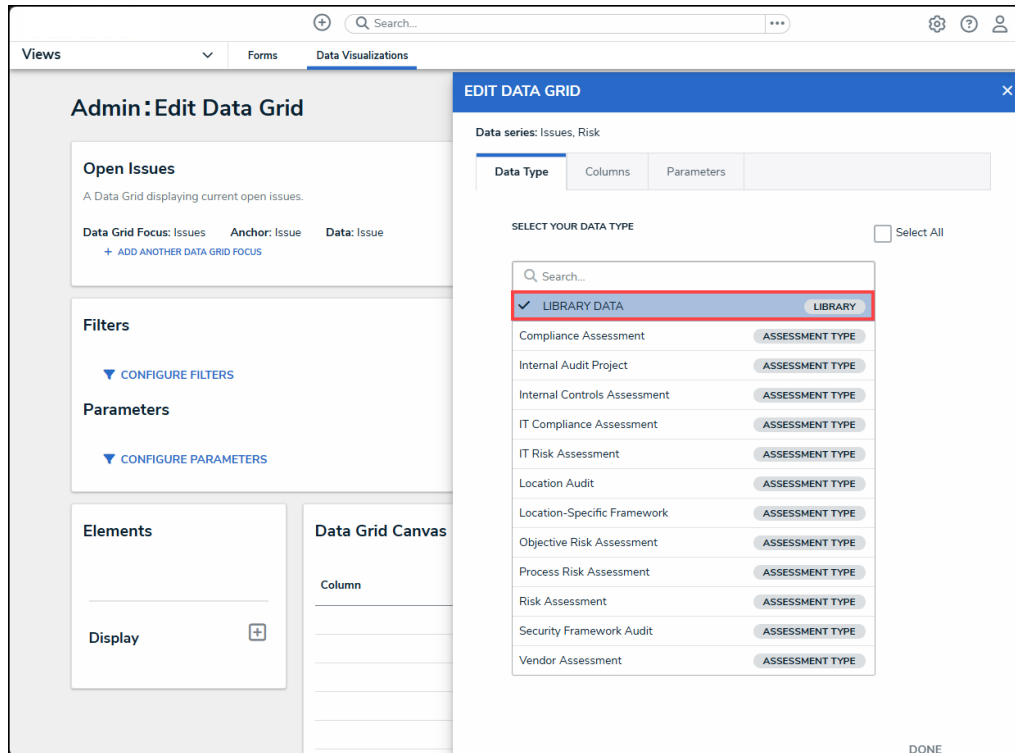 Search...
Views
Forms
Data Visualizations
Admin:Edit Data Grid
Open Issues
A Data Grid displaying current open issues.
Data Grid Focus: Issues Anchor: Issue Data: Issue
+ ADD ANOTHER DATA GRID FOCUS
Filters
CONFIGURE FILTERS
Parameters
CONFIGURE PARAMETERS
Elements
Display
Data Grid Canvas
Column
EDIT DATA GRID
Data series: Issues, Risk
Data Type
Columns
Parameters
SELECT YOUR DATA TYPE
Select All
Search...
LIBRARY DATA LIBRARY
Compliance Assessment ASSESSMENT TYPE
Internal Audit Project ASSESSMENT TYPE
Internal Controls Assessment ASSESSMENT TYPE
IT Compliance Assessment ASSESSMENT TYPE
IT Risk Assessment ASSESSMENT TYPE
Location Audit ASSESSMENT TYPE
Location-Specific Framework ASSESSMENT TYPE
Objective Risk Assessment ASSESSMENT TYPE
Process Risk Assessment ASSESSMENT TYPE
Risk Assessment ASSESSMENT TYPE
Security Framework Audit ASSESSMENT TYPE
Vendor Assessment ASSESSMENT TYPE
DONE